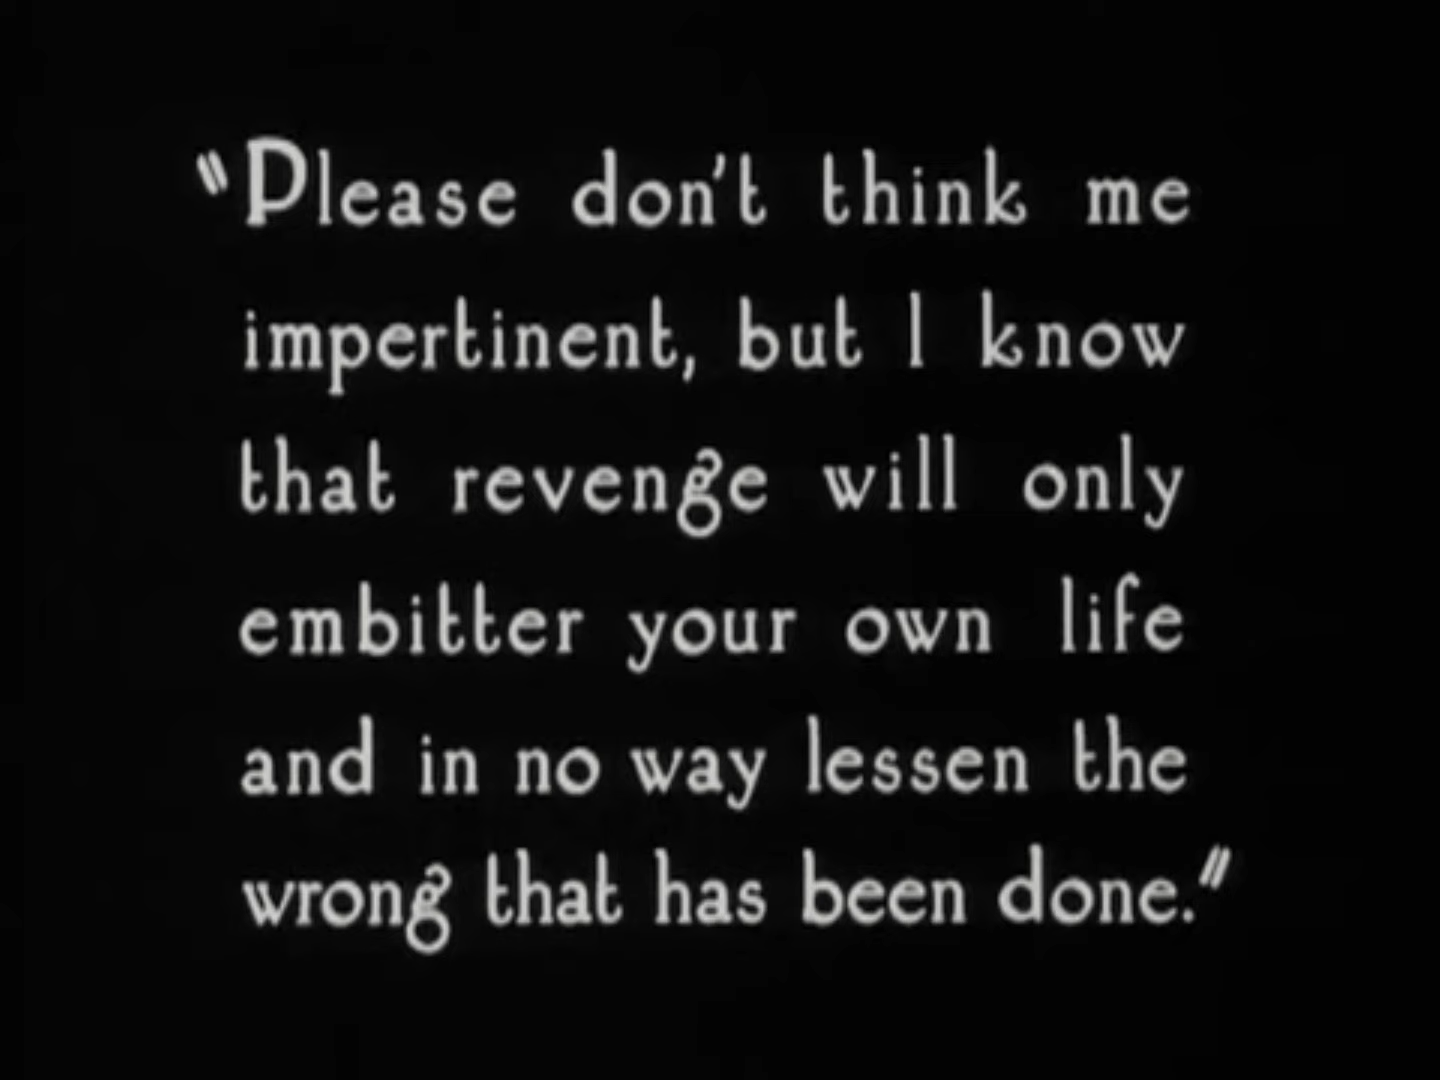 "Please don't think me
impertinent, but I know
that revenge will only
embitter your own life
and in no way lessen the
wrong that has been done."